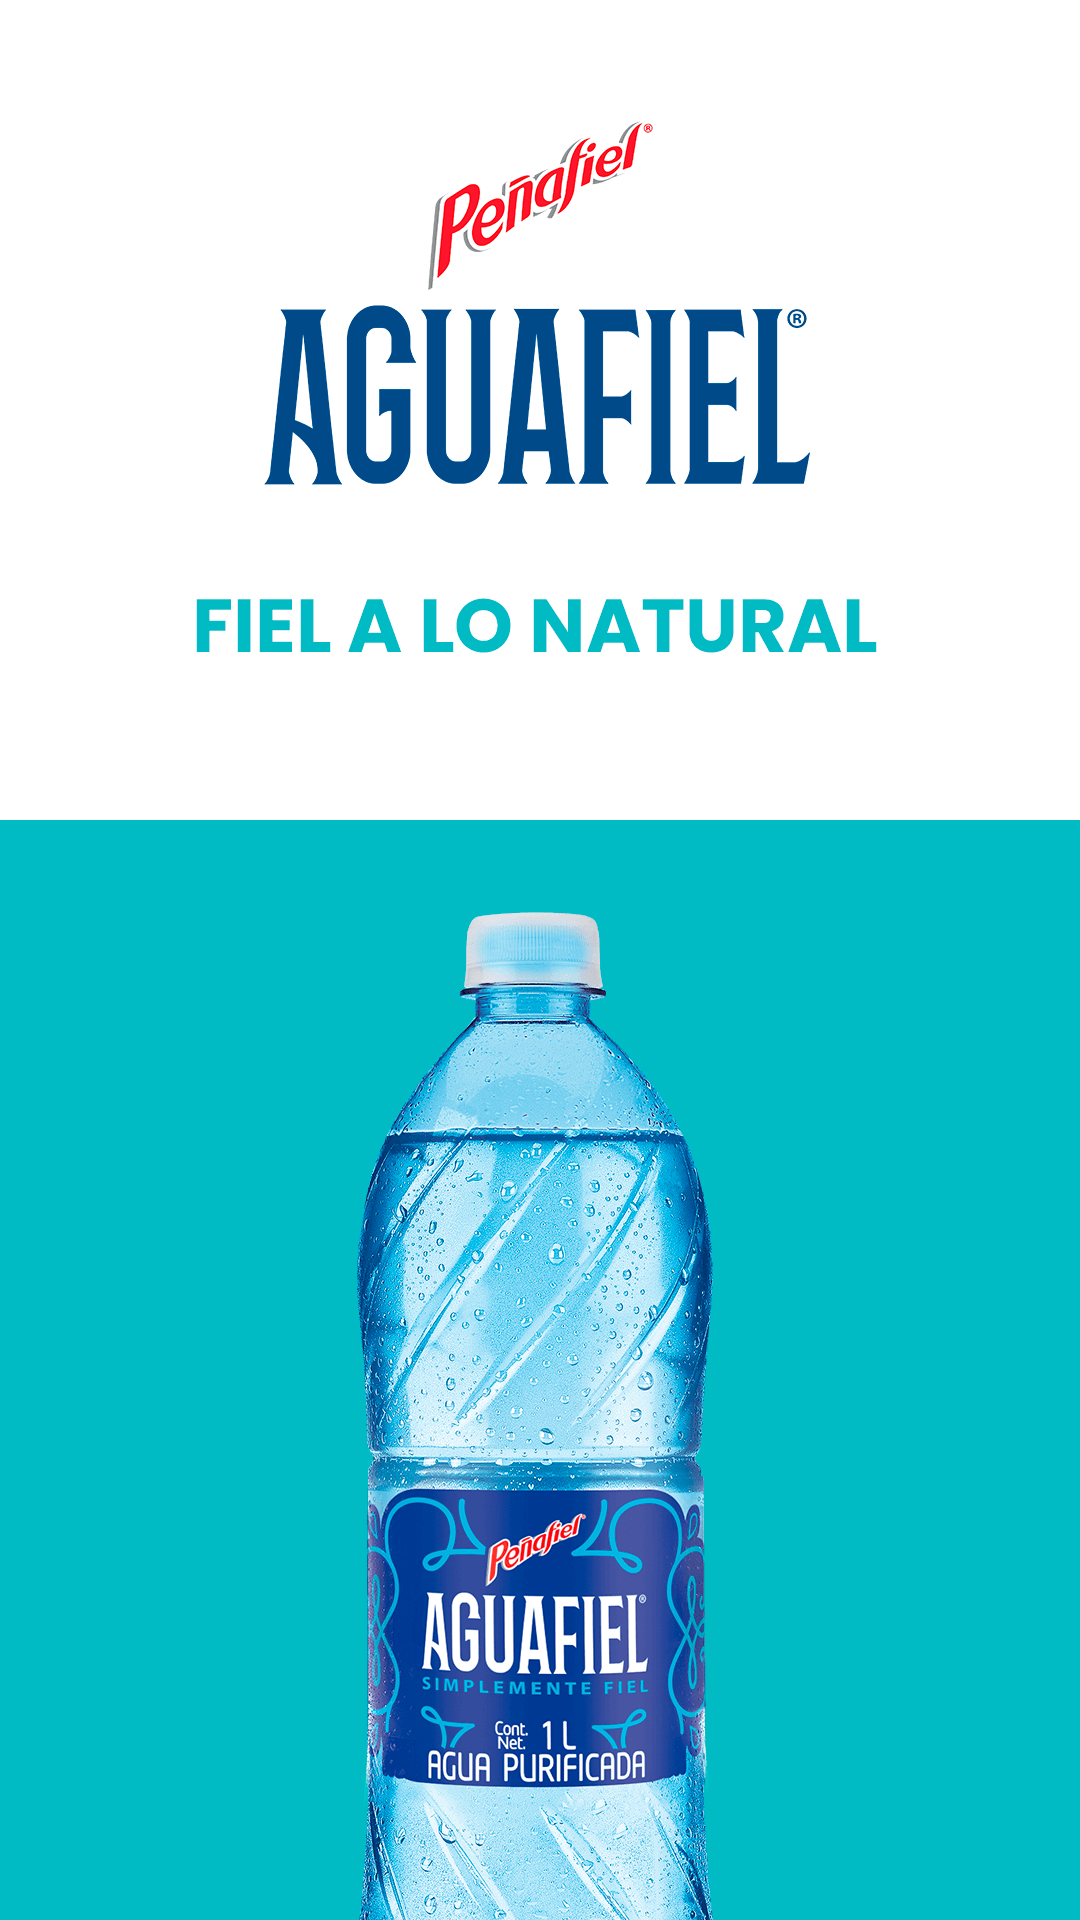 Peñafiel®
AGUAFIEL®
FIEL A LO NATURAL
Peñafiel
AGUAFIEL®
SIMPLEMENTE FIEL
Cont.
Net. 1 L
AGUA PURIFICADA